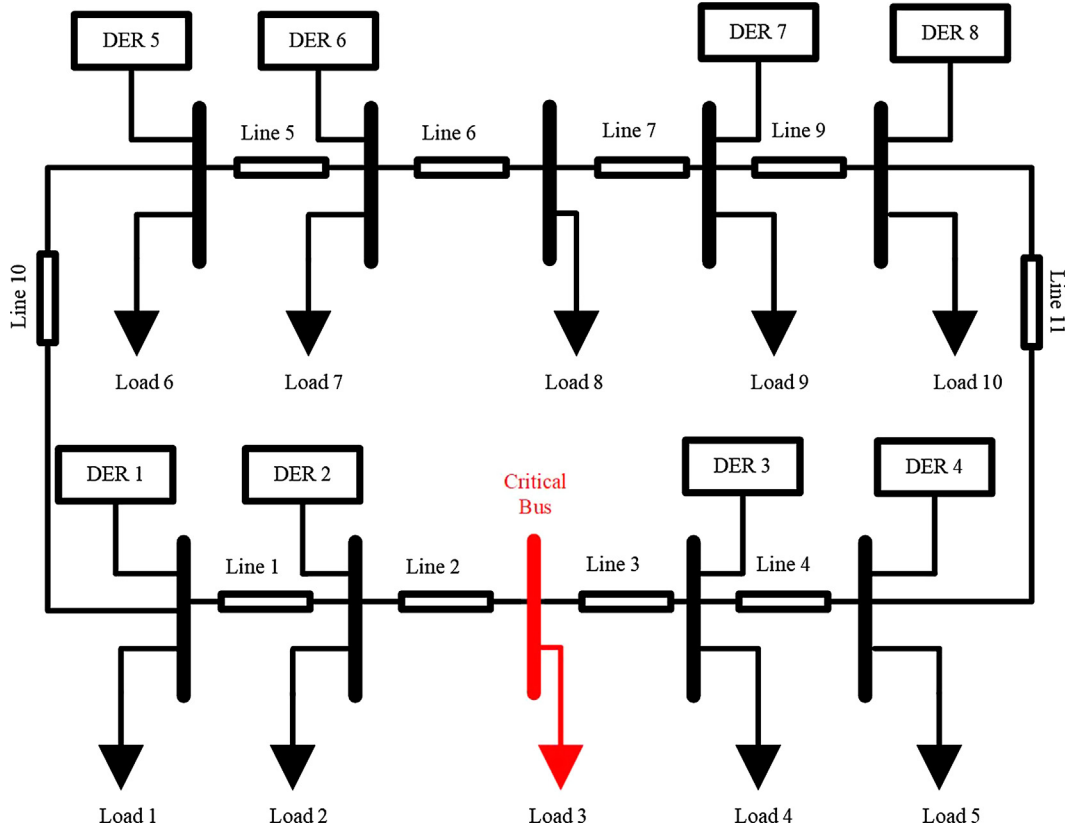 DER 5
DER 6
DER 7
DER 8
Line 5
Line 6
Line 7
Line 9
Line 10
Line 11
Load 6
Load 7
Load 8
Load 9
Load 10
DER 1
DER 2
Critical
Bus
DER 3
DER 4
Line 1
Line 2
Line 3
Line 4
Load 1
Load 2
Load 3
Load 4
Load 5